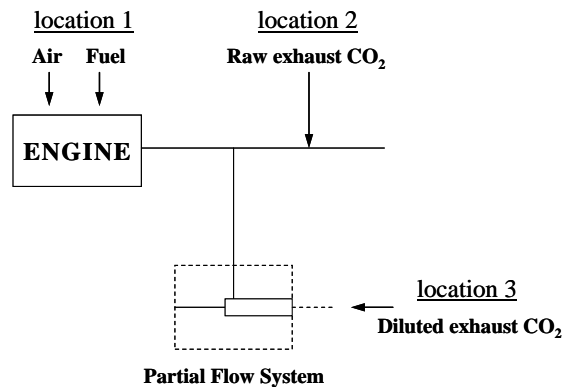 location 1
Air Fuel
location 2
Raw exhaust CO₂
ENGINE
location 3
Diluted exhaust CO₂
Partial Flow System